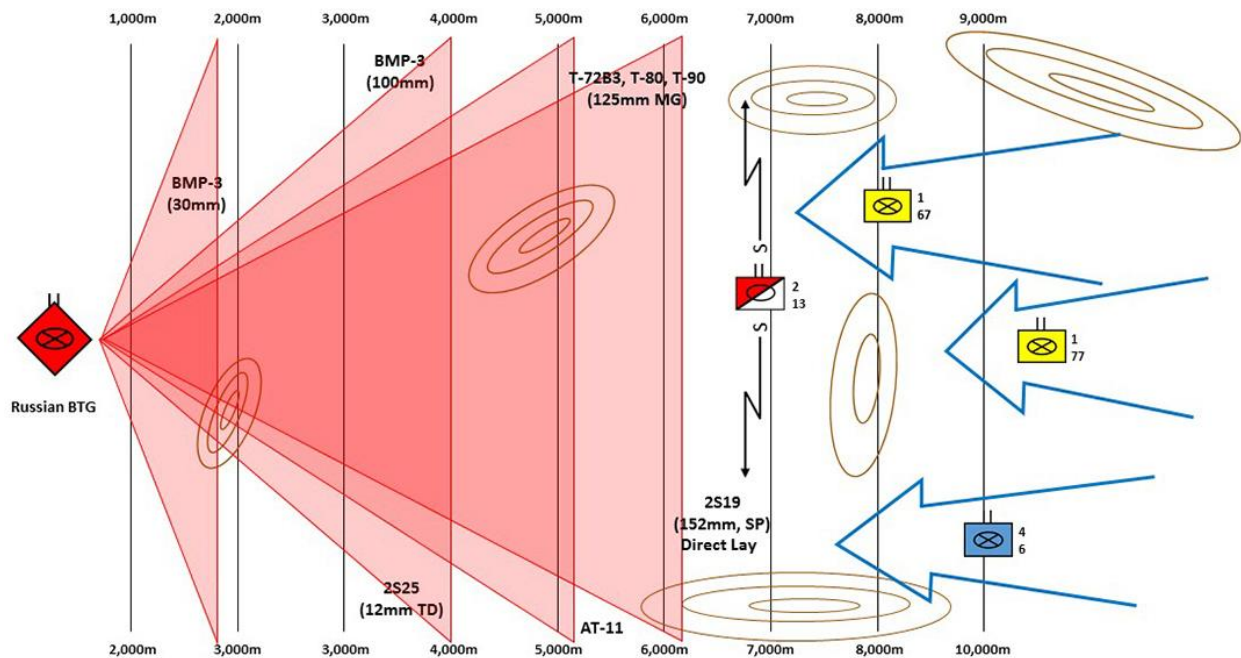 1,000m 2,000m 3,000m 4,000m 5,000m 6,000m 7,000m 8,000m 9,000m
BMP-3
(100mm)
T-72B3, T-80, T-90
(125mm MG)
BMP-3
(30mm)
1
67
S
2
13
S
1
77
Russian BTG
2S19
(152mm, SP)
Direct Lay
4
6
2S25
(12mm TD)
AT-11
2,000m 3,000m 3,000m 4,000m 5,000m 6,000m 7,000m 8,000m 10,000m